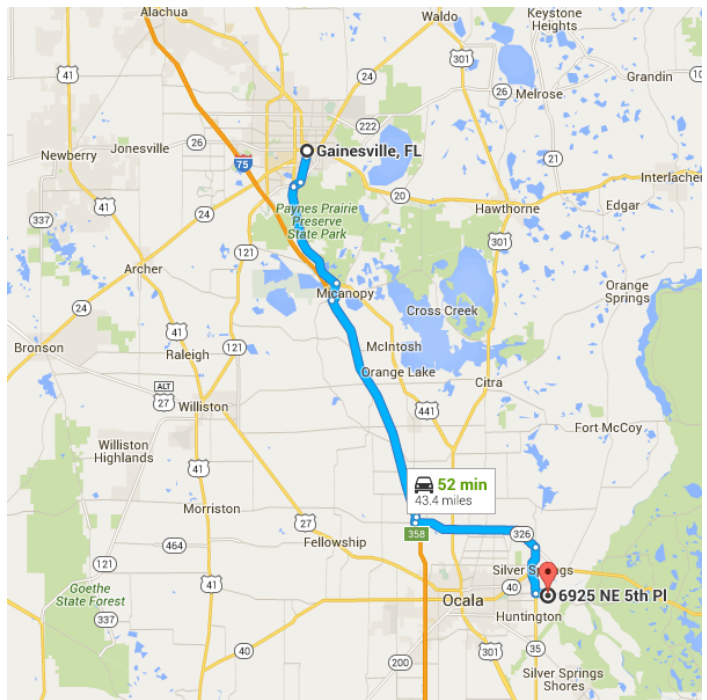 Alachua
Waldo
Keystone
Heights
41
301
24
Grandin
26
Melrose
10
222
Jonesville
26
Gainesville, FL
21
Newberry
75
41
20
Interlachen
337
24
Paynes Prairie
Preserve
State Park
Hawthorne
Edgar
121
301
Archer
Orange
Springs
Micanopy
Cross Creek
24
41
Bronson
121
Raleigh
McIntosh
ALT
27
Orange Lake
Citra
Williston
441
Fort McCoy
Williston
Highlands
41
52 min
43.4 miles
Morriston
27
326
358
464
Fellowship
121
Silver Springs
40
Goethe
State Forest
Ocala
6925 NE 5th Pl
337
41
Huntington
40
200
301
35
Silver Springs
Shores